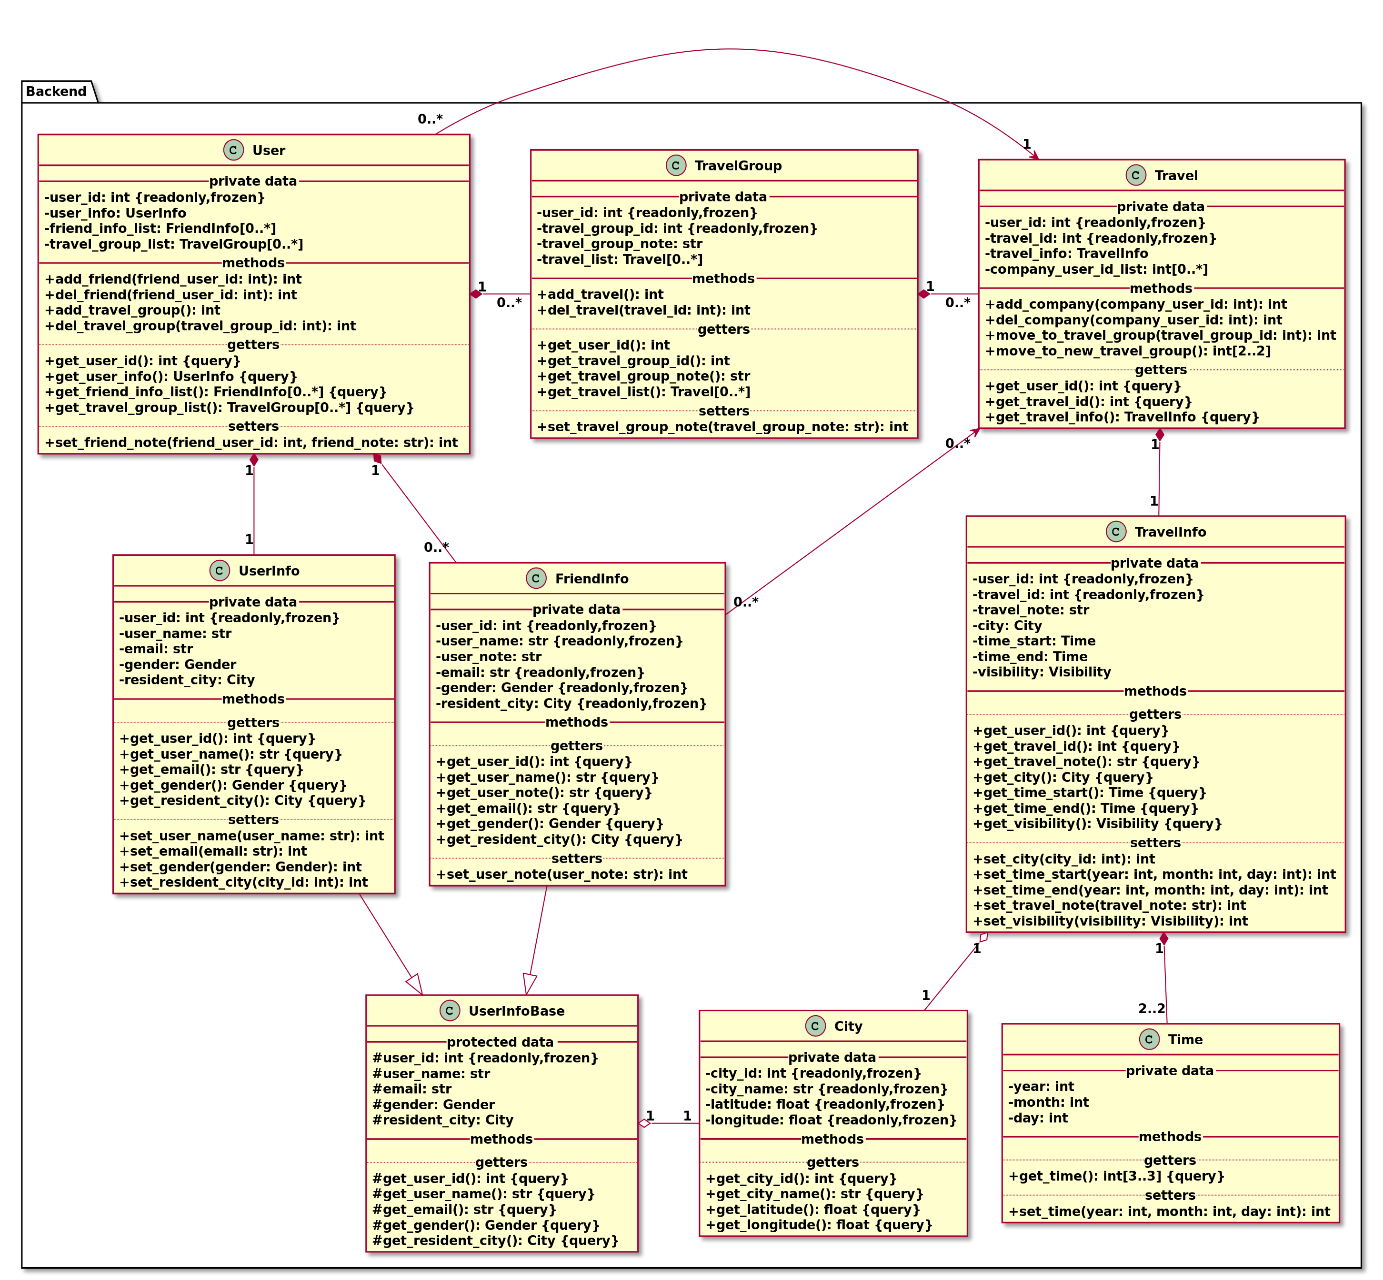 Backend
0..*
1
C User
private data
-user_id: int {readonly,frozen}
-user_info: UserInfo
-friend_info_list: FriendInfo[0..*]
-travel_group_list: TravelGroup[0..*]
methods
+add_friend(friend_user_id: int): int
+del_friend(friend_user_id: int): int
+add_travel_group(): int
+del_travel_group(travel_group_id: int): int
getters
+get_user_id(): int {query}
+get_user_info(): UserInfo {query}
+get_friend_info_list(): FriendInfo[0..*] {query}
+get_travel_group_list(): TravelGroup[0..*] {query}
setters
+set_friend_note(friend_user_id: int, friend_note: str): int
1
0..*
C TravelGroup
private data
-user_id: int {readonly,frozen}
-travel_group_id: int {readonly,frozen}
-travel_group_note: str
-travel_list: Travel[0..*]
methods
+add_travel(): int
+del_travel(travel_id: int): int
getters
+get_user_id(): int
+get_travel_group_id(): int
+get_travel_group_note(): str
+get_travel_list(): Travel[0..*]
setters
+set_travel_group_note(travel_group_note: str): int
1
0..*
C Travel
private data
-user_id: int {readonly,frozen}
-travel_id: int {readonly,frozen}
-travel_info: TravelInfo
-company_user_id_list: int[0..*]
methods
+add_company(company_user_id: int): int
+del_company(company_user_id: int): int
+move_to_travel_group(travel_group_id: int): int
+move_to_new_travel_group(): int[2..2]
getters
+get_user_id(): int {query}
+get_travel_id(): int {query}
+get_travel_info(): TravelInfo {query}
0..*
1
1
1
1
0..*
1
0..*
C UserInfo
private data
-user_id: int {readonly,frozen}
-user_name: str
-email: str
-gender: Gender
-resident_city: City
methods
getters
+get_user_id(): int {query}
+get_user_name(): str {query}
+get_email(): str {query}
+get_gender(): Gender {query}
+get_resident_city(): City {query}
setters
+set_user_name(user_name: str): int
+set_email(email: str): int
+set_gender(gender: Gender): int
+set_resident_city(city_id: int): int
C FriendInfo
private data
-user_id: int {readonly,frozen}
-user_name: str {readonly,frozen}
-user_note: str
-email: str {readonly,frozen}
-gender: Gender {readonly,frozen}
-resident_city: City {readonly,frozen}
methods
getters
+get_user_id(): int {query}
+get_user_name(): str {query}
+get_user_note(): str {query}
+get_email(): str {query}
+get_gender(): Gender {query}
+get_resident_city(): City {query}
setters
+set_user_note(user_note: str): int
C TravelInfo
private data
-user_id: int {readonly,frozen}
-travel_id: int {readonly,frozen}
-travel_note: str
-city: City
-time_start: Time
-time_end: Time
-visibility: Visibility
methods
getters
+get_user_id(): int {query}
+get_travel_id(): int {query}
+get_travel_note(): str {query}
+get_city(): City {query}
+get_time_start(): Time {query}
+get_time_end(): Time {query}
+get_visibility(): Visibility {query}
setters
+set_city(city_id: int): int
+set_time_start(year: int, month: int, day: int): int
+set_time_end(year: int, month: int, day: int): int
+set_travel_note(travel_note: str): int
+set_visibility(visibility: Visibility): int
1
1
1
2..2
C UserInfoBase
protected data
#user_id: int {readonly,frozen}
#user_name: str
#email: str
#gender: Gender
#resident_city: City
methods
getters
#get_user_id(): int {query}
#get_user_name(): str {query}
#get_email(): str {query}
#get_gender(): Gender {query}
#get_resident_city(): City {query}
1
1
C City
private data
-city_id: int {readonly,frozen}
-city_name: str {readonly,frozen}
-latitude: float {readonly,frozen}
-longitude: float {readonly,frozen}
methods
getters
+get_city_id(): int {query}
+get_city_name(): str {query}
+get_latitude(): float {query}
+get_longitude(): float {query}
C Time
private data
-year: int
-month: int
-day: int
methods
getters
+get_time(): int[3..3] {query}
setters
+set_time(year: int, month: int, day: int): int